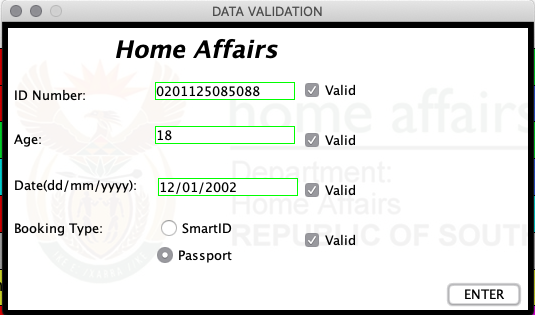 DATA VALIDATION
Home Affairs
ID Number: 0201125085088 Valid
Age: 18 Valid
Date(dd/mm/yyyy): 12/01/2002 Valid
Booking Type: SmartID
Passport Valid
ENTER
home affairs
Department:
Home Affairs
REPUBLIC OF SOUT